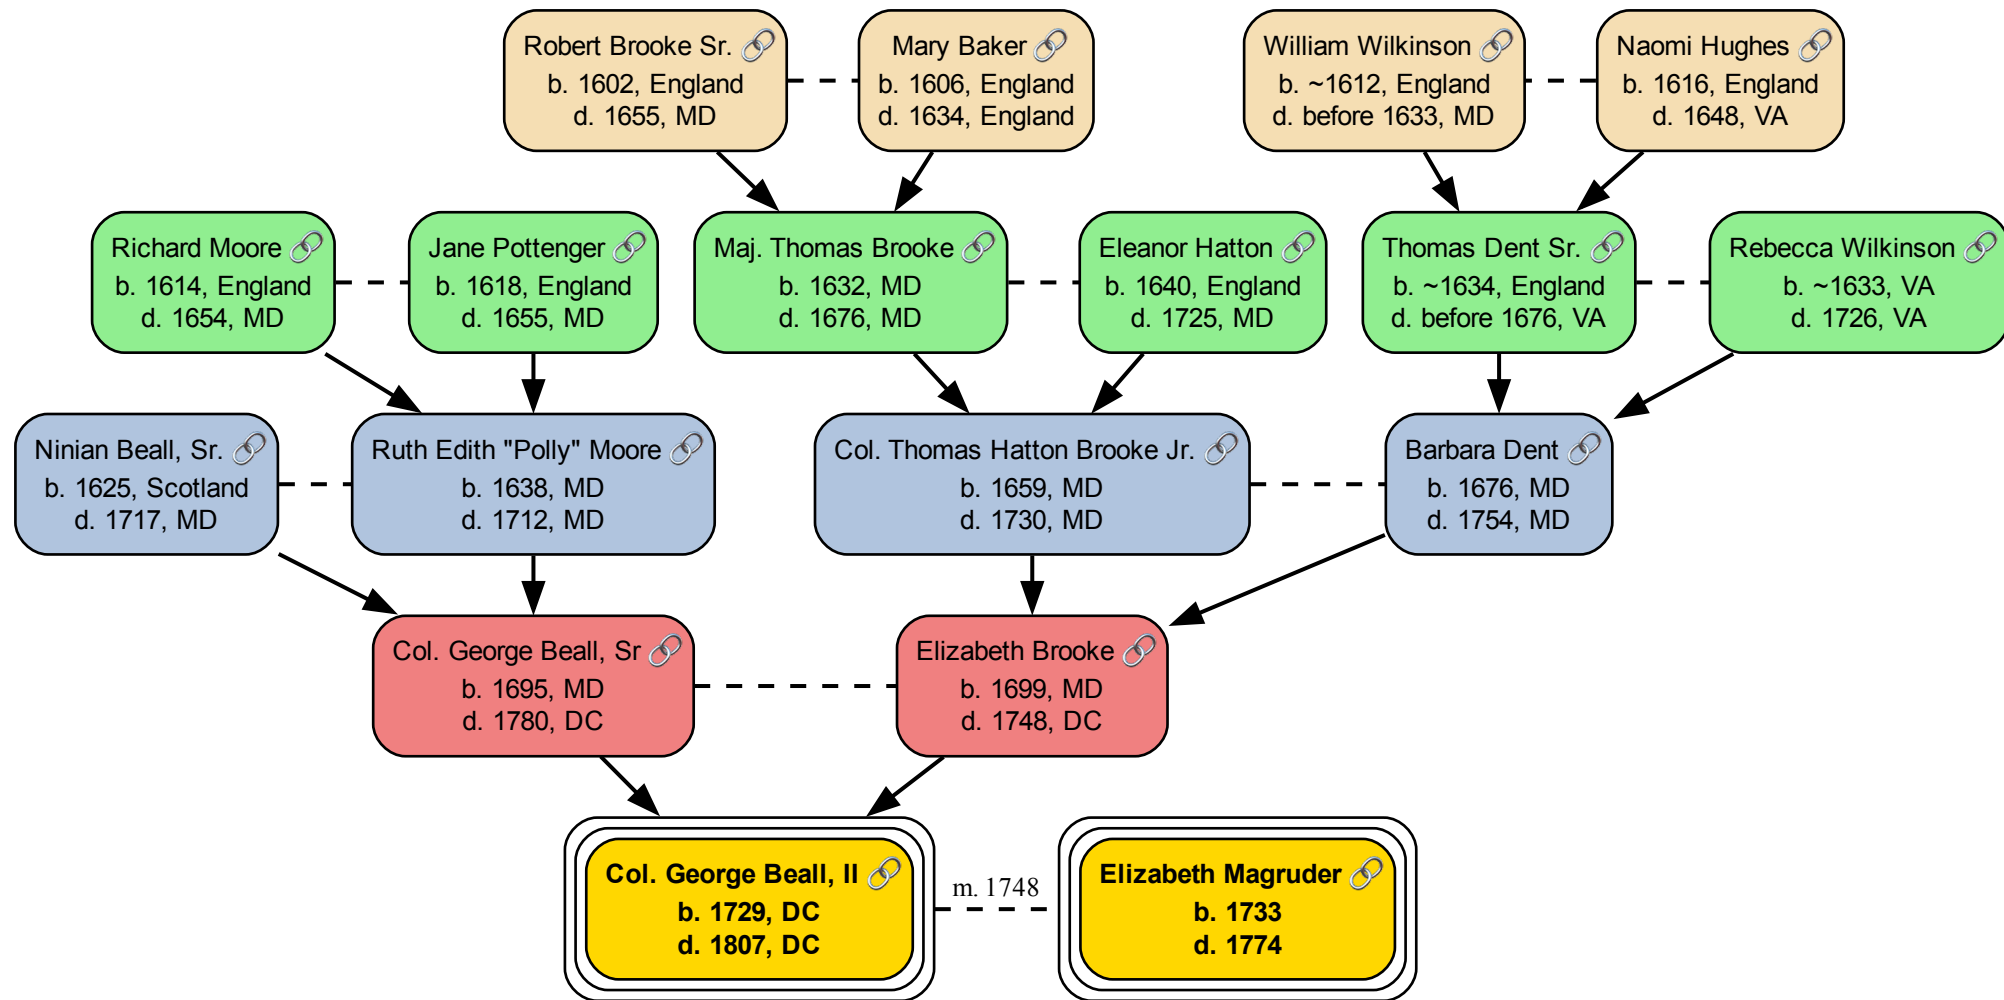 Robert Brooke Sr.
b. 1602, England
d. 1655, MD
Mary Baker
b. 1606, England
d. 1634, England
William Wilkinson
b. ~1612, England
d. before 1633, MD
Naomi Hughes
b. 1616, England
d. 1648, VA
Richard Moore
b. 1614, England
d. 1654, MD
Jane Pottenger
b. 1618, England
d. 1655, MD
Maj. Thomas Brooke
b. 1632, MD
d. 1676, MD
Eleanor Hatton
b. 1640, England
d. 1725, MD
Thomas Dent Sr.
b. ~1634, England
d. before 1676, VA
Rebecca Wilkinson
b. ~1633, VA
d. 1726, VA
Ninian Beall, Sr.
b. 1625, Scotland
d. 1717, MD
Ruth Edith "Polly" Moore
b. 1638, MD
d. 1712, MD
Col. Thomas Hatton Brooke Jr.
b. 1659, MD
d. 1730, MD
Barbara Dent
b. 1676, MD
d. 1754, MD
Col. George Beall, Sr
b. 1695, MD
d. 1780, DC
Elizabeth Brooke
b. 1699, MD
d. 1748, DC
Col. George Beall, II
b. 1729, DC
d. 1807, DC
m. 1748
Elizabeth Magruder
b. 1733
d. 1774